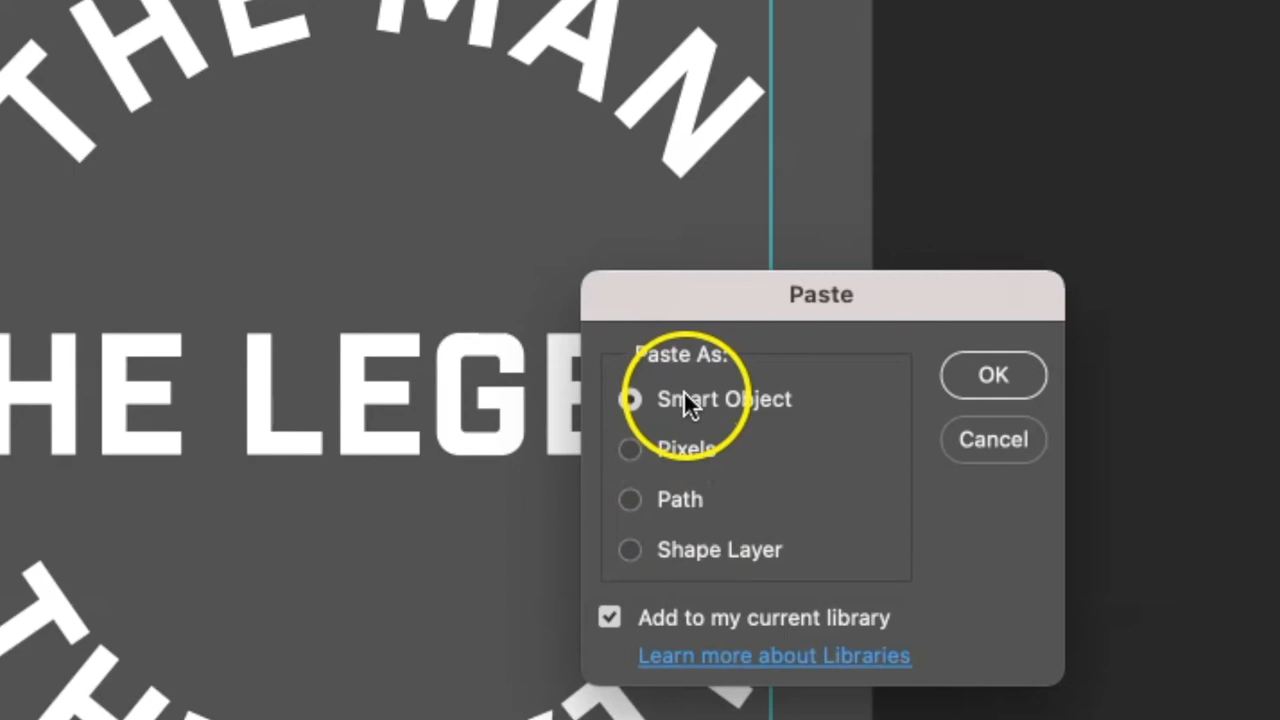 THE MAN
Paste
HE LEGE
Paste As:
Smart Object
OK
Pixels
Cancel
Path
Shape Layer
Add to my current library
Learn more about Libraries
TH